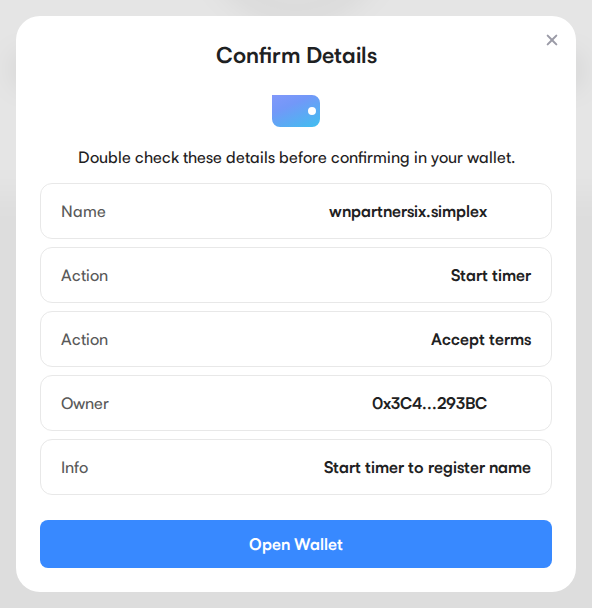 Confirm Details
Double check these details before confirming in your wallet.
Name wnpartnersix.simplex
Action Start timer
Action Accept terms
Owner 0x3C4...293BC
Info Start timer to register name
Open Wallet